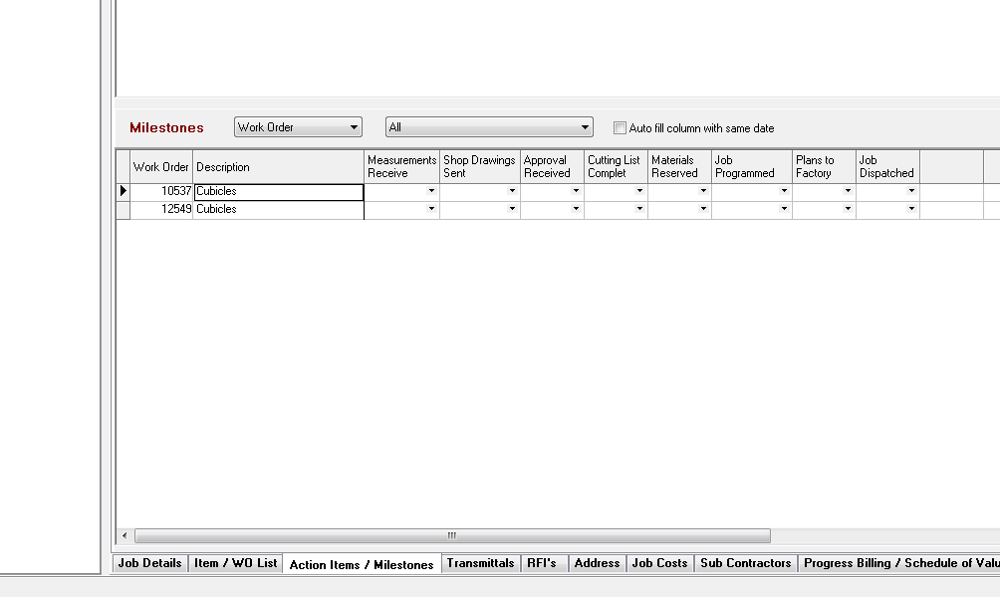 Milestones Work Order All Auto fill column with same date
Work Order Description Measurements Receive Shop Drawings Sent Approval Received Cutting List Complet Materials Reserved Job Programmed Plans to Factory Job Dispatched
10537 Cubicles
12549 Cubicles
Job Details Item / WO List Action Items / Milestones Transmittals RFI's Address Job Costs Sub Contractors Progress Billing / Schedule of Valu